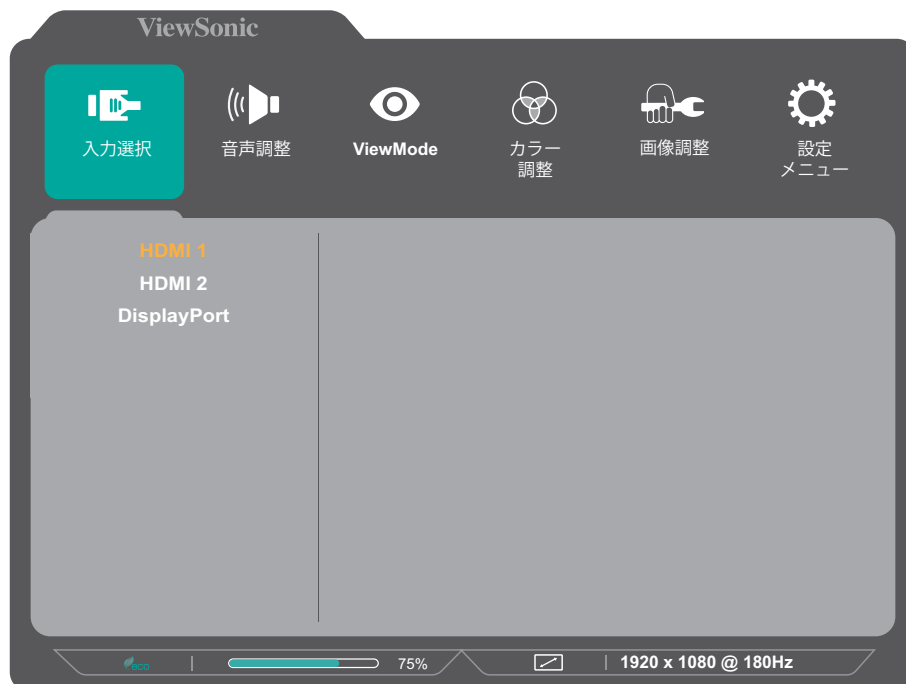 ViewSonic
入力選択
音声調整
ViewMode
カラー
調整
画像調整
設定
メニュー
HDMI 1
HDMI 2
DisplayPort
ECO
75%
1920 x 1080 @ 180Hz